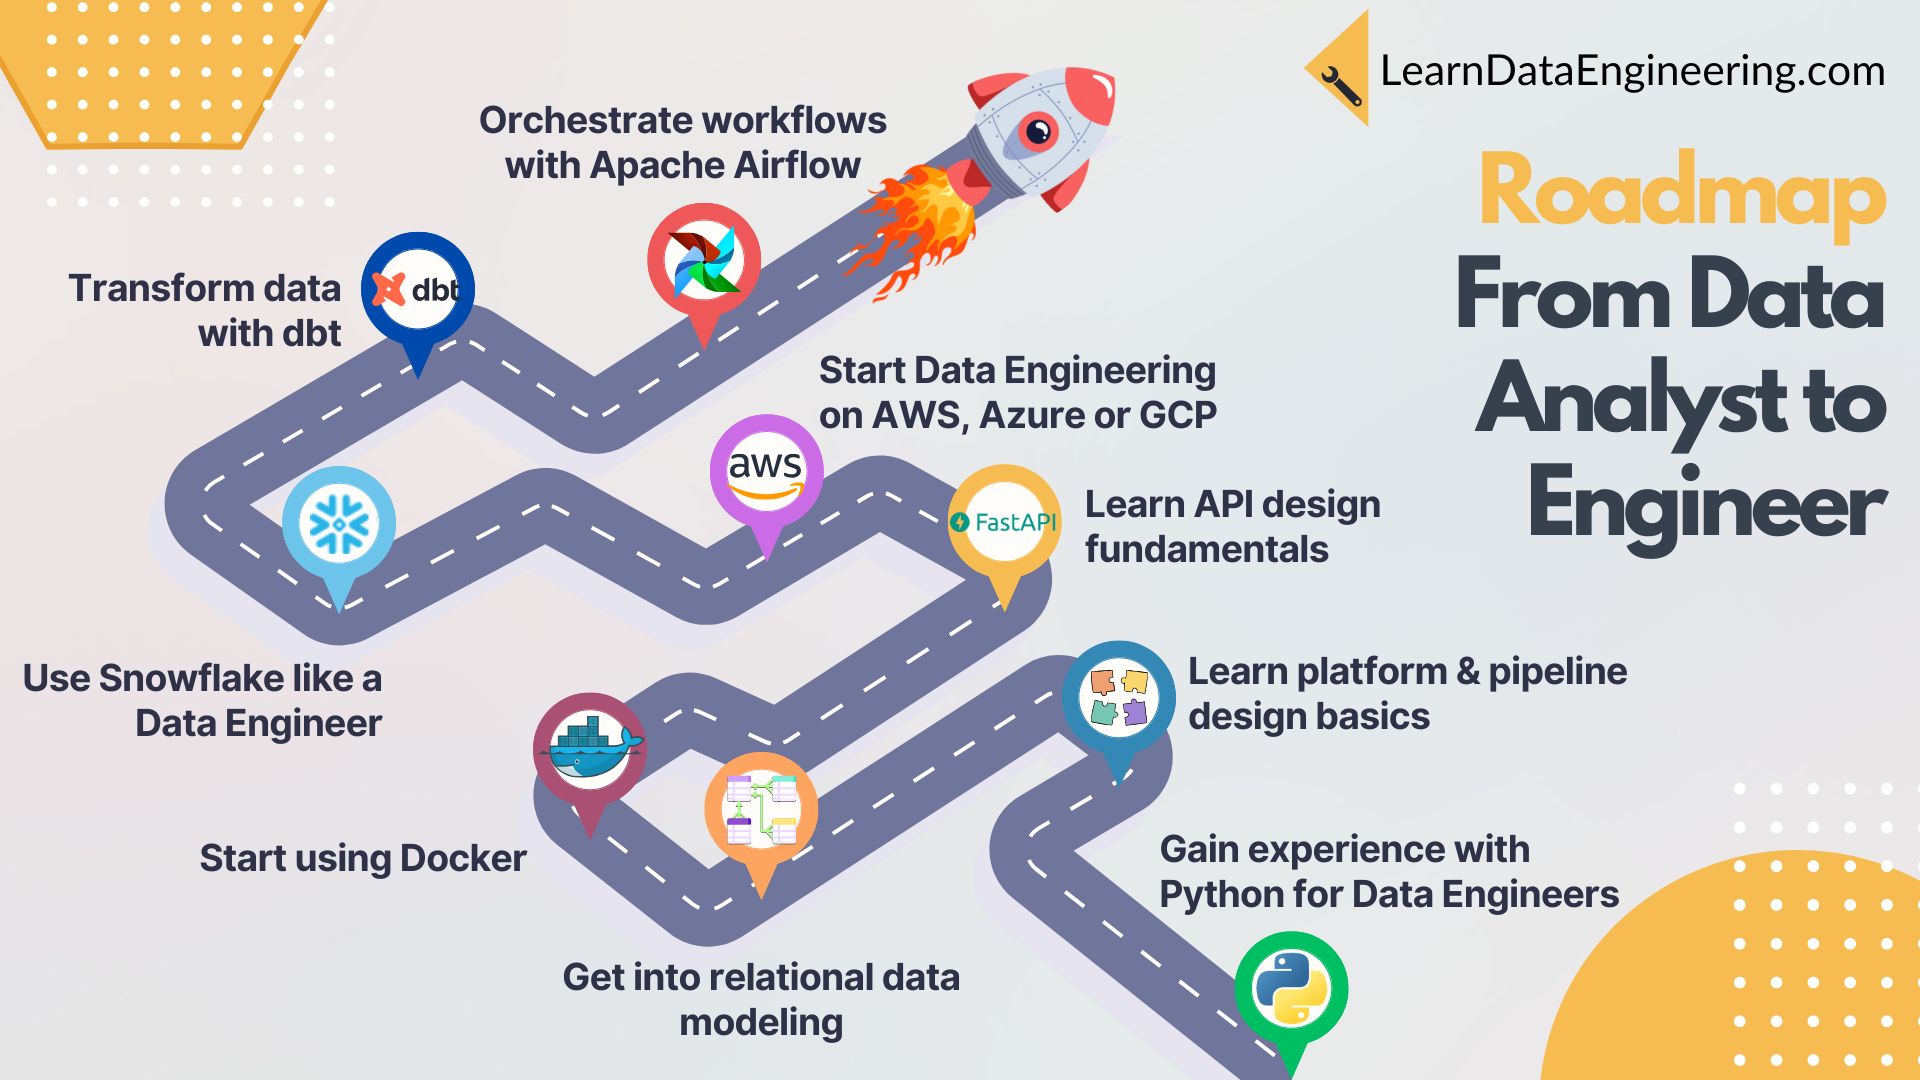 LearnDataEngineering.com
Roadmap
From Data
Analyst to
Engineer
Orchestrate workflows
with Apache Airflow
Transform data
with dbt
dbt
Start Data Engineering
on AWS, Azure or GCP
aws
FastAPI
Learn API design
fundamentals
Use Snowflake like a
Data Engineer
Learn platform & pipeline
design basics
Start using Docker
Gain experience with
Python for Data Engineers
Get into relational data
modeling